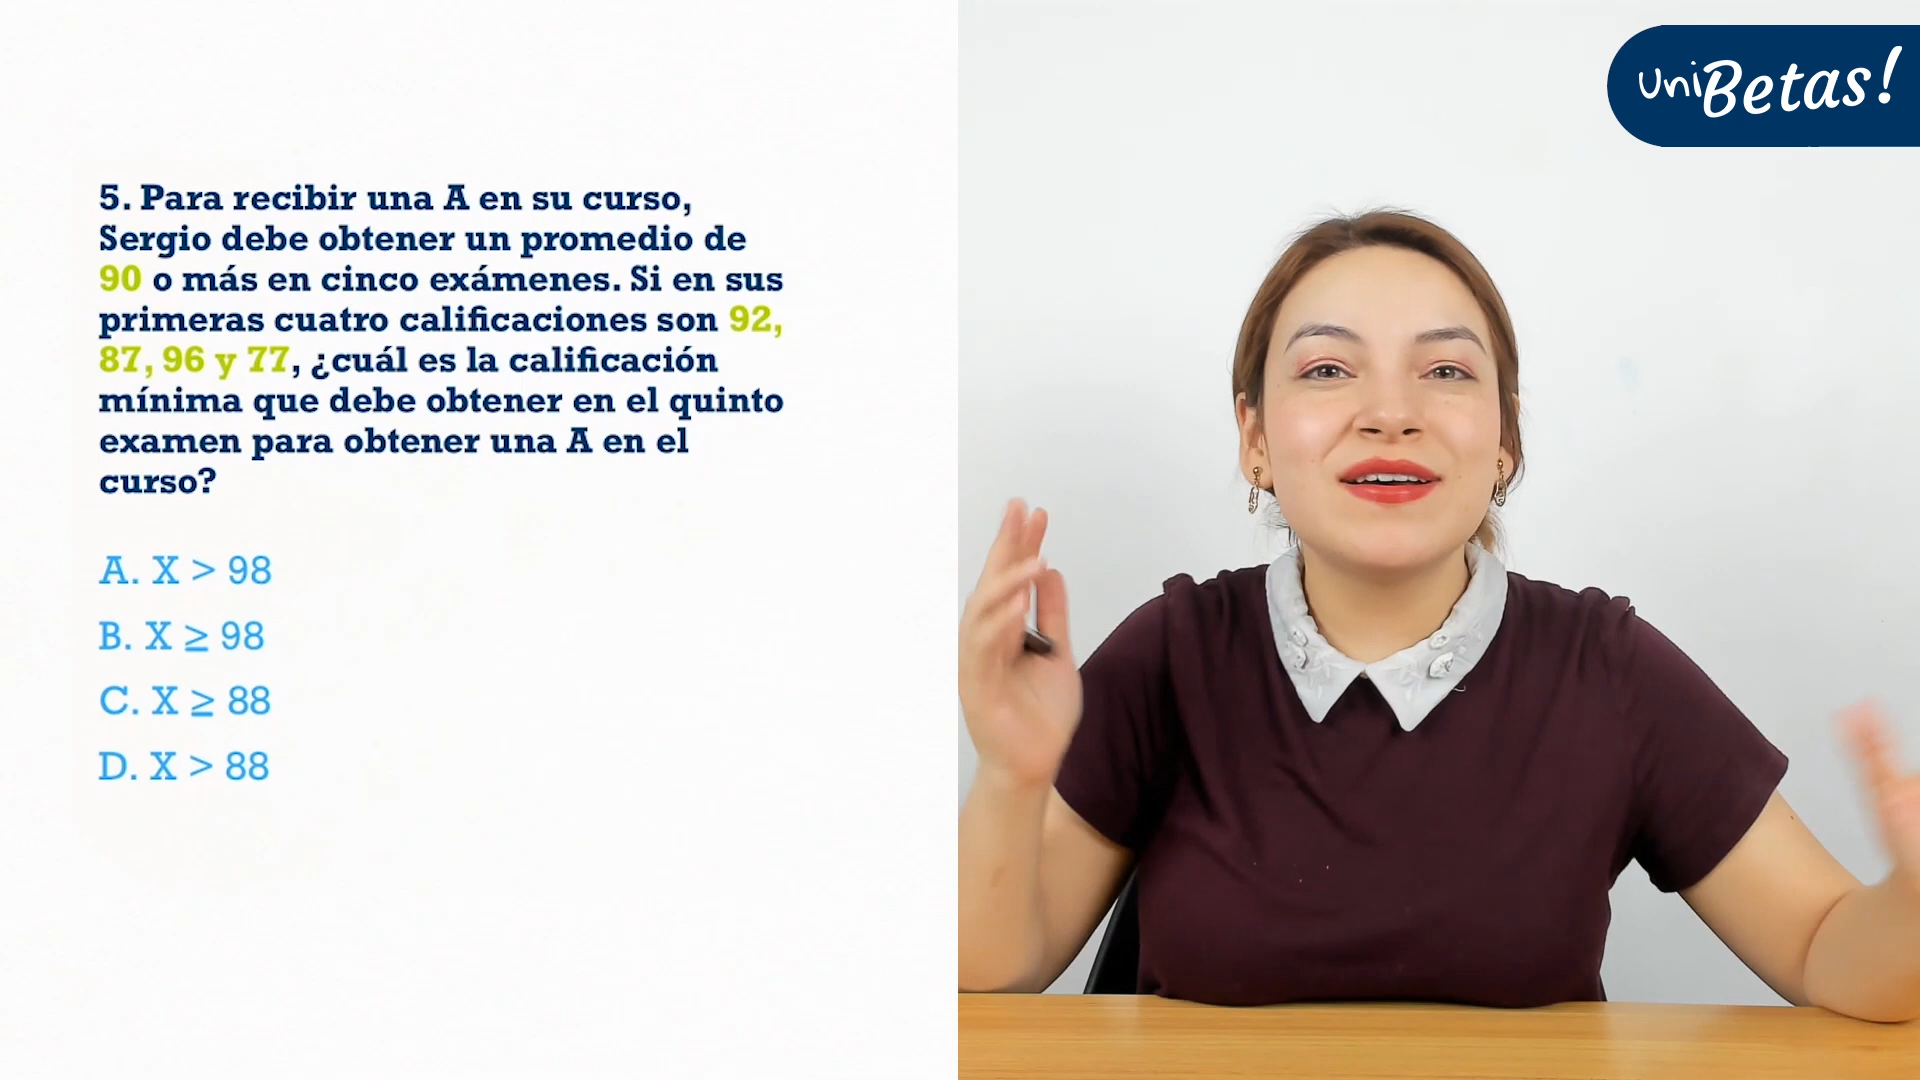 UniBetas!
5. Para recibir una A en su curso,
Sergio debe obtener un promedio de
90 o más en cinco exámenes. Si en sus
primeras cuatro calificaciones son 92,
87, 96 y 77, ¿cuál es la calificación
mínima que debe obtener en el quinto
examen para obtener una A en el
curso?
A. X > 98
B. X ≥ 98
C. X ≥ 88
D. X > 88